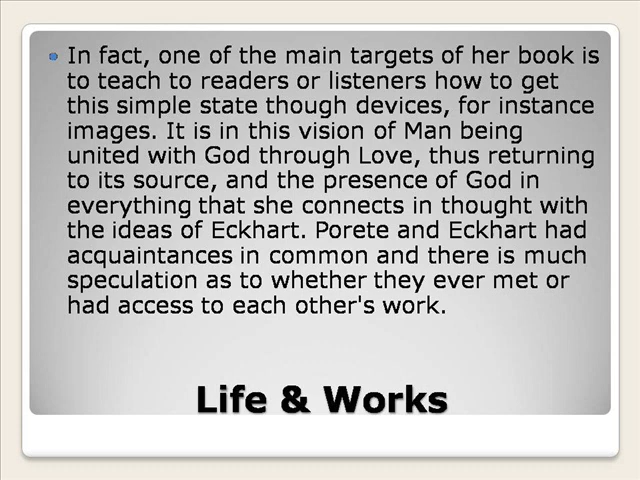 In fact, one of the main targets of her book is
to teach to readers or listeners how to get
this simple state though devices, for instance
images. It is in this vision of Man being
united with God through Love, thus returning
to its source, and the presence of God in
everything that she connects in thought with
the ideas of Eckhart. Porete and Eckhart had
acquaintances in common and there is much
speculation as to whether they ever met or
had access to each other's work.
Life & Works